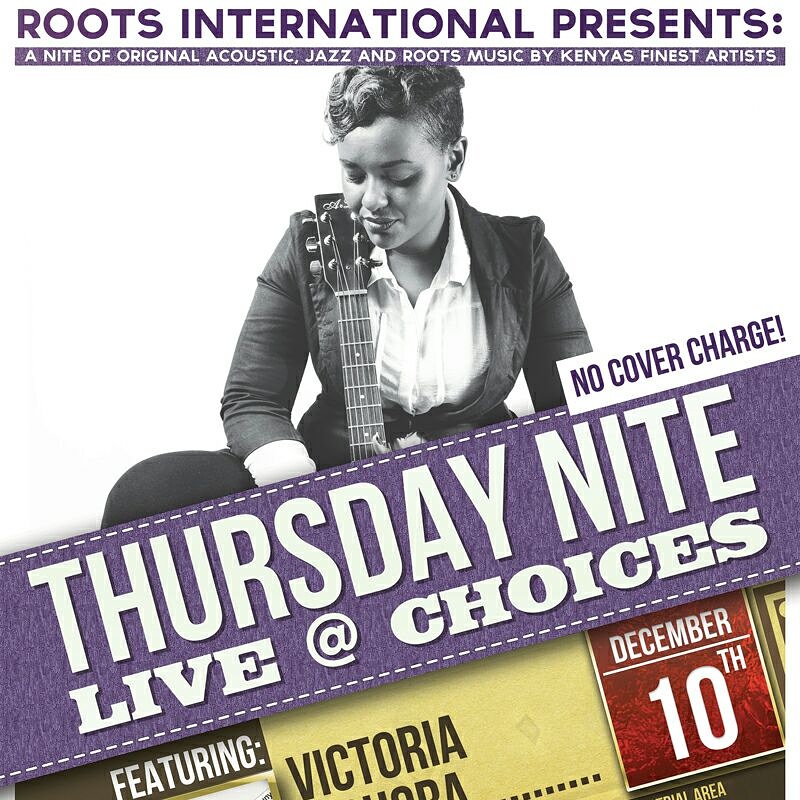 ROOTS INTERNATIONAL PRESENTS:
A NITE OF ORIGINAL ACOUSTIC, JAZZ AND ROOTS MUSIC BY KENYAS FINEST ARTISTS
NO COVER CHARGE!
THURSDAY NITE
LIVE @ CHOICES
DECEMBER
10TH
FEATURING:
VICTORIA
AREA